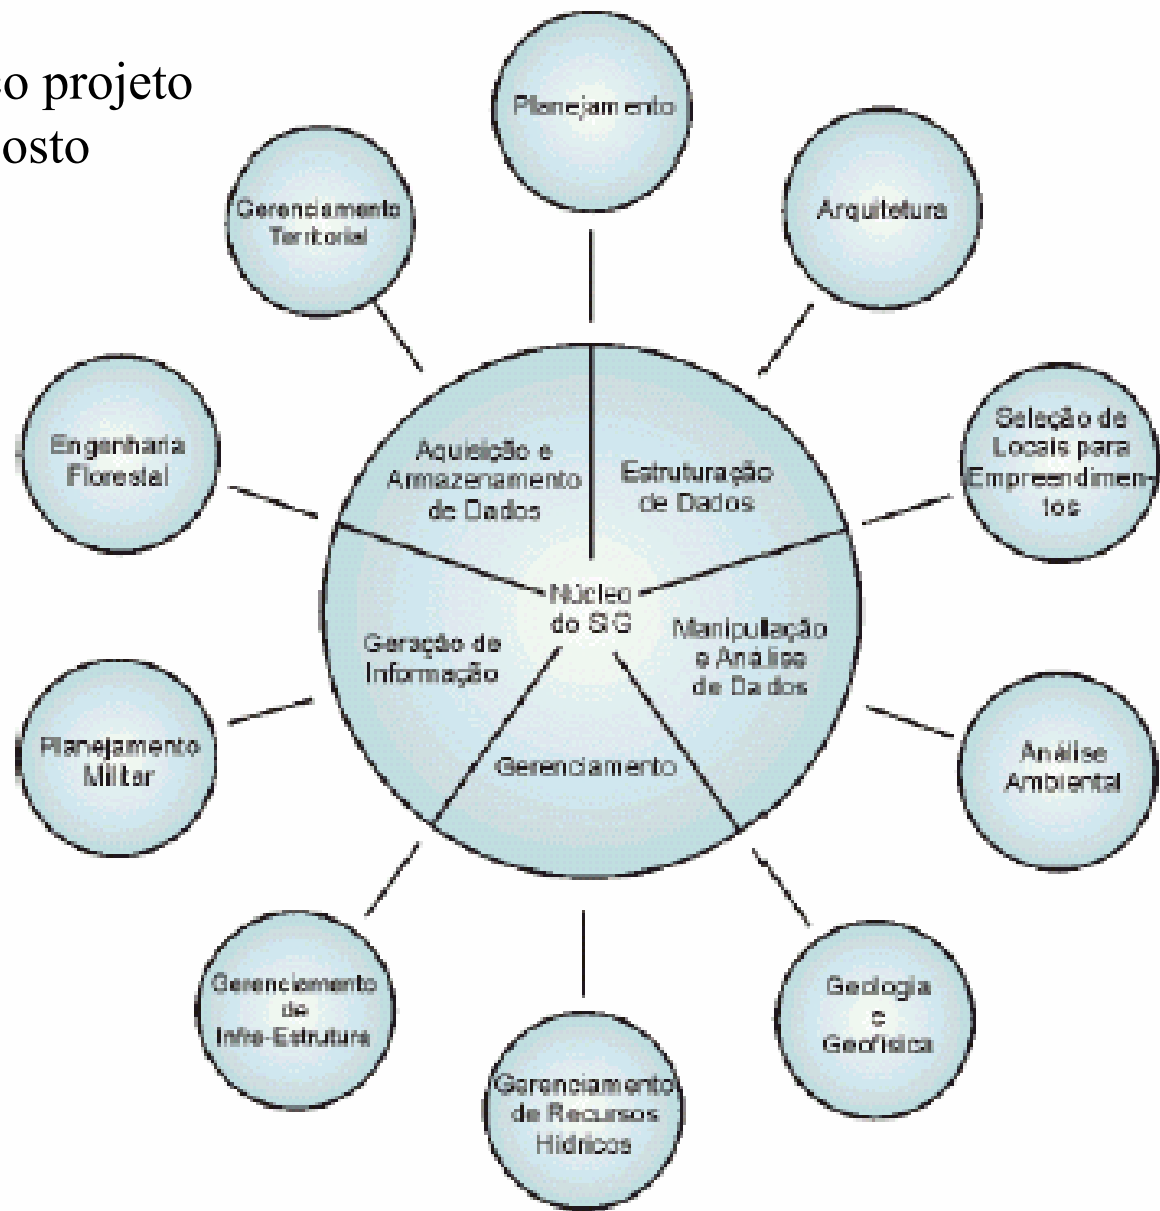 o projeto
osto
Planejamento
Arquitetura
Gerenciamento
Territorial
Seleção de
Locais para
Empreendimen-
tos
Engenharia
Florestal
Aquisição e
Armazenamento
de Dados
Estruturação
de Dados
Núcleo
do SIG
Geração de
Informação
Manipulação
e Análise
de Dados
Gerenciamento
Planejamento
Militar
Análise
Ambiental
Gerenciamento
de
Infra-Estrutura
Geologia
e
Geofísica
Gerenciamento
de Recursos
Hídricos